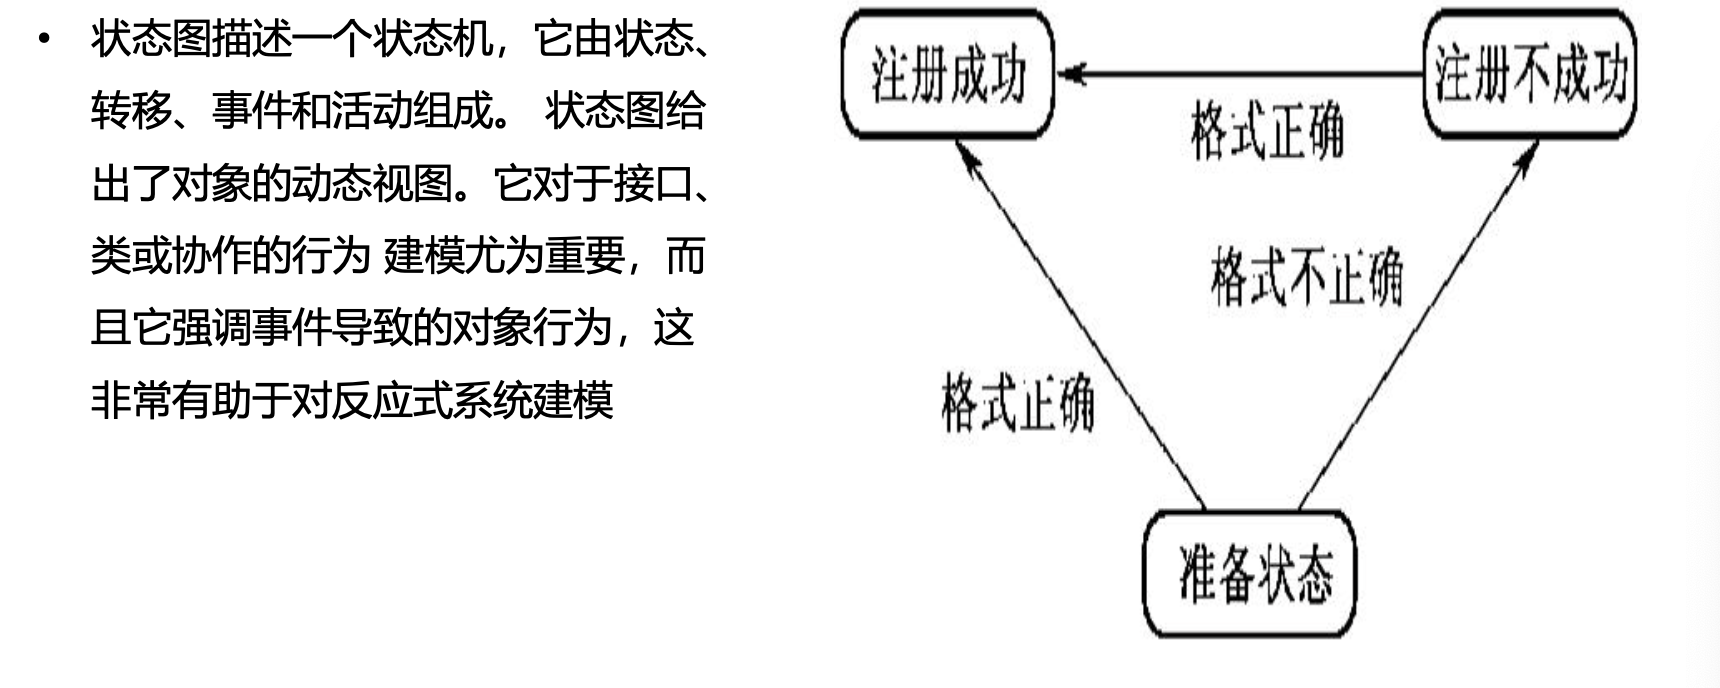 • 状态图描述一个状态机，它由状态、
转移、事件和活动组成。 状态图给
出了对象的动态视图。它对于接口、
类或协作的行为 建模尤为重要，而
且它强调事件导致的对象行为，这
非常有助于对反应式系统建模
注册成功
注册不成功
格式正确
格式不正确
格式正确
准备状态